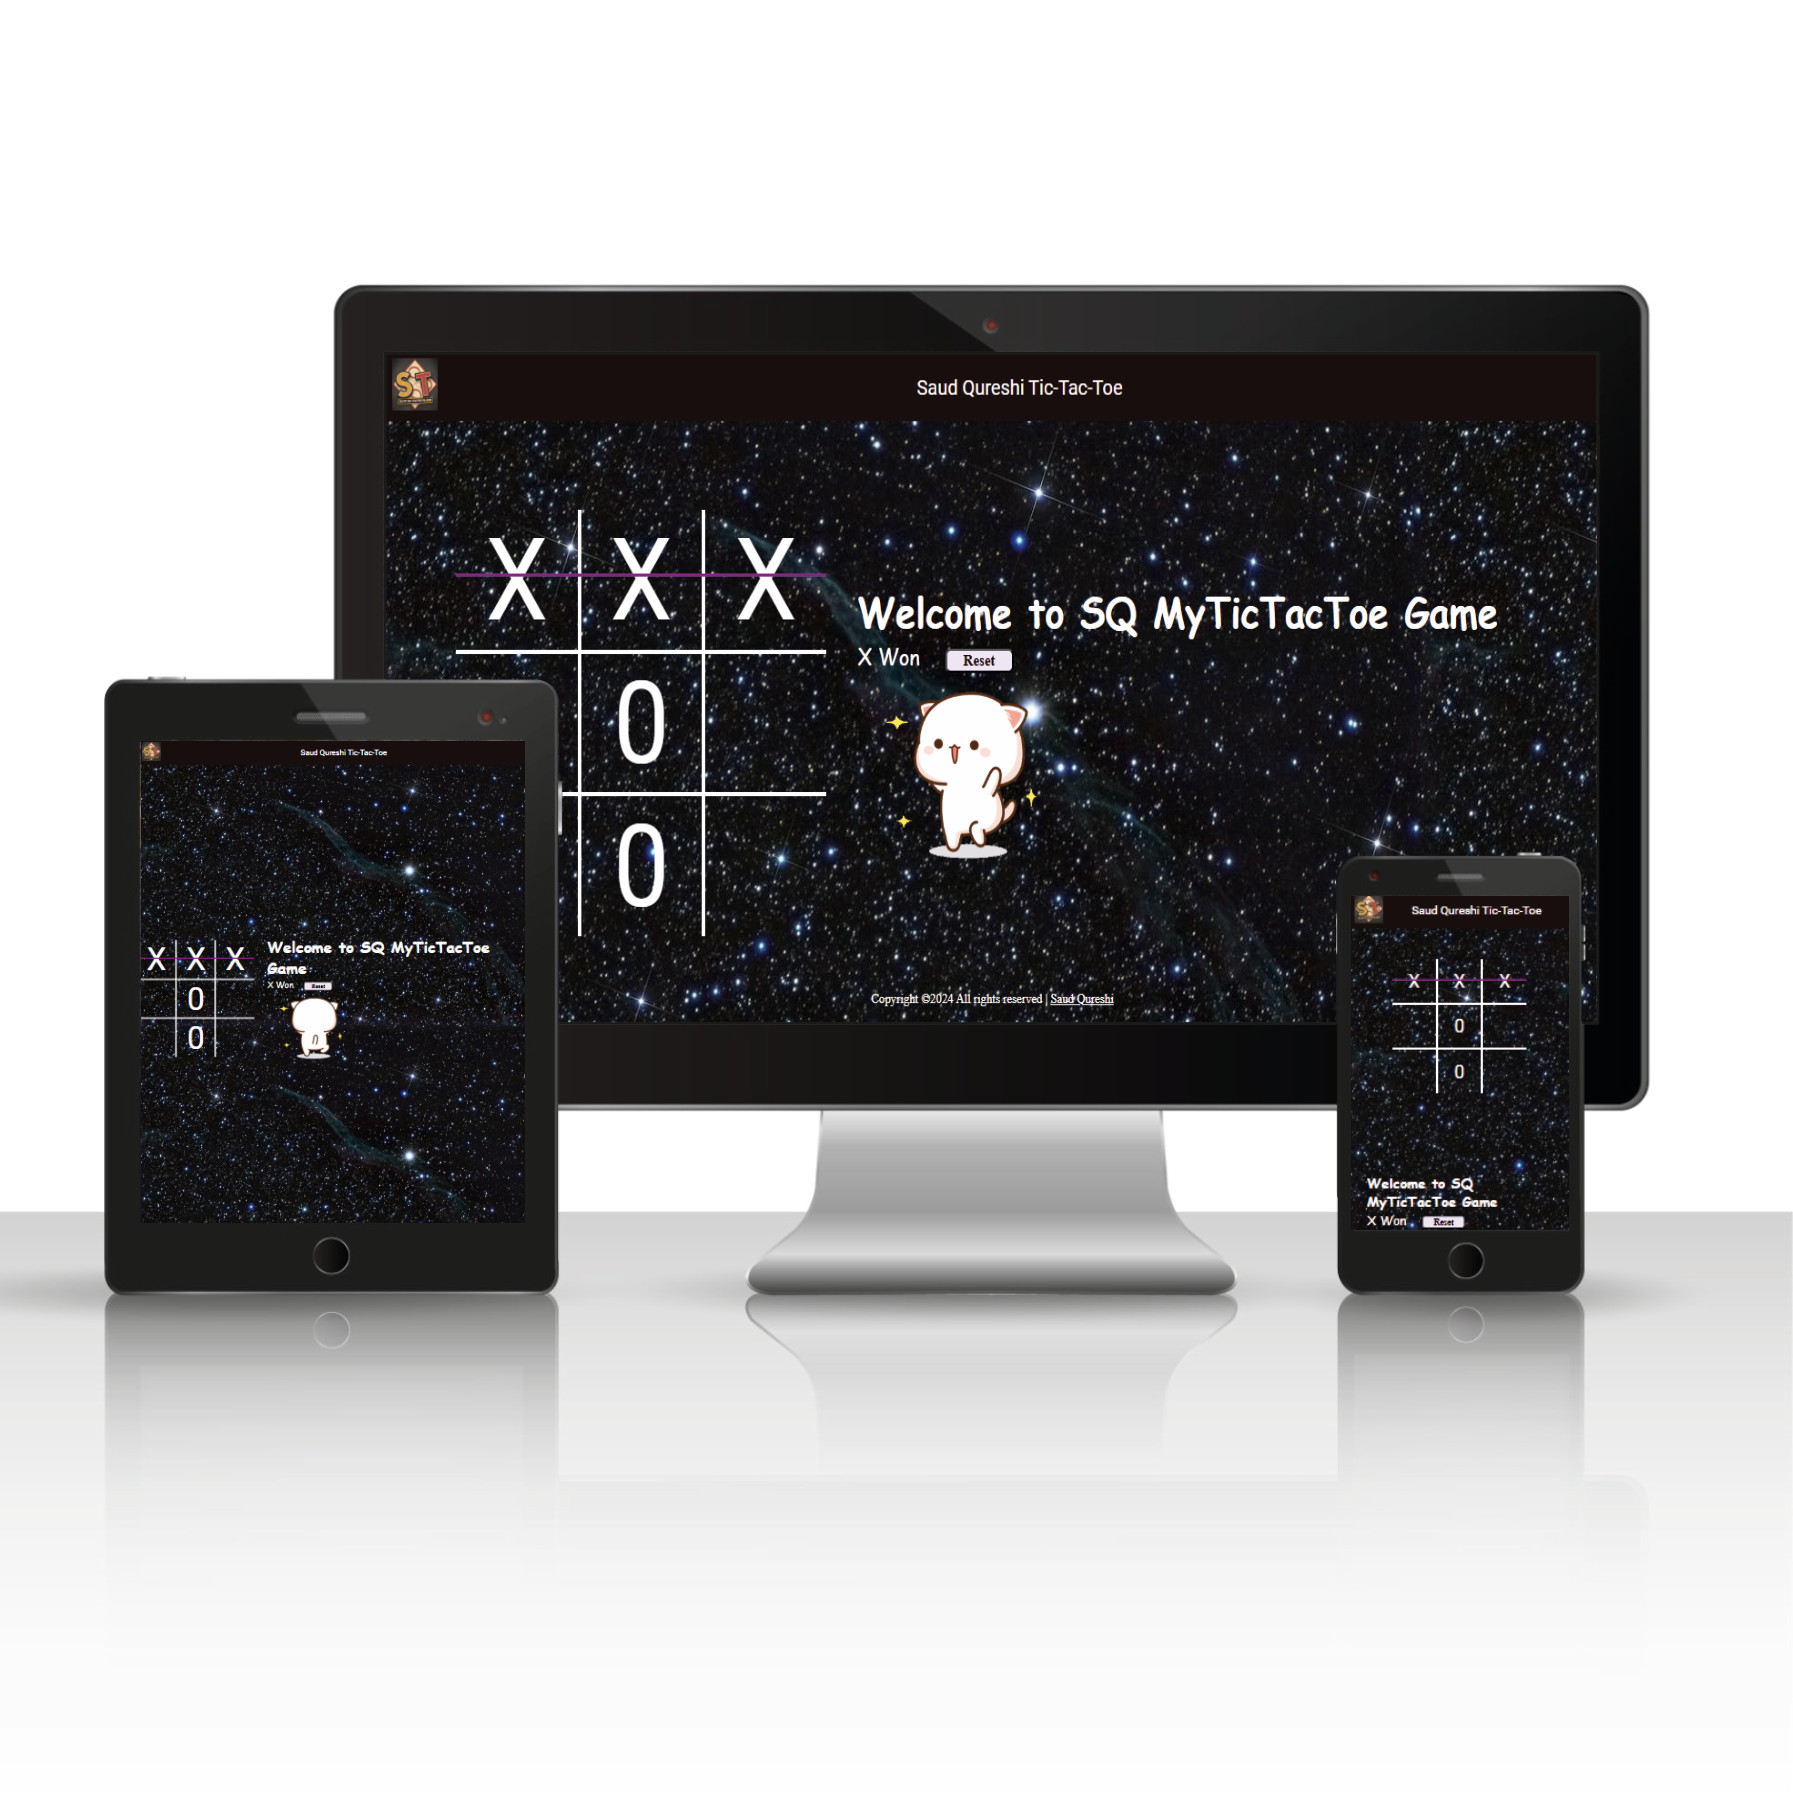 ST
Saud Qureshi Tic-Tac-Toe
X X X
0
0
Welcome to SQ MyTicTacToe Game
X Won Reset
Copyright ©2024 All rights reserved | Saud Qureshi
Saud Qureshi Tic-Tac-Toe
X X X
0
0
Welcome to SQ MyTicTacToe
Game
X Won Reset
ST
Saud Qureshi Tic-Tac-Toe
X X X
0
0
Welcome to SQ
MyTicTacToe Game
X Won Reset